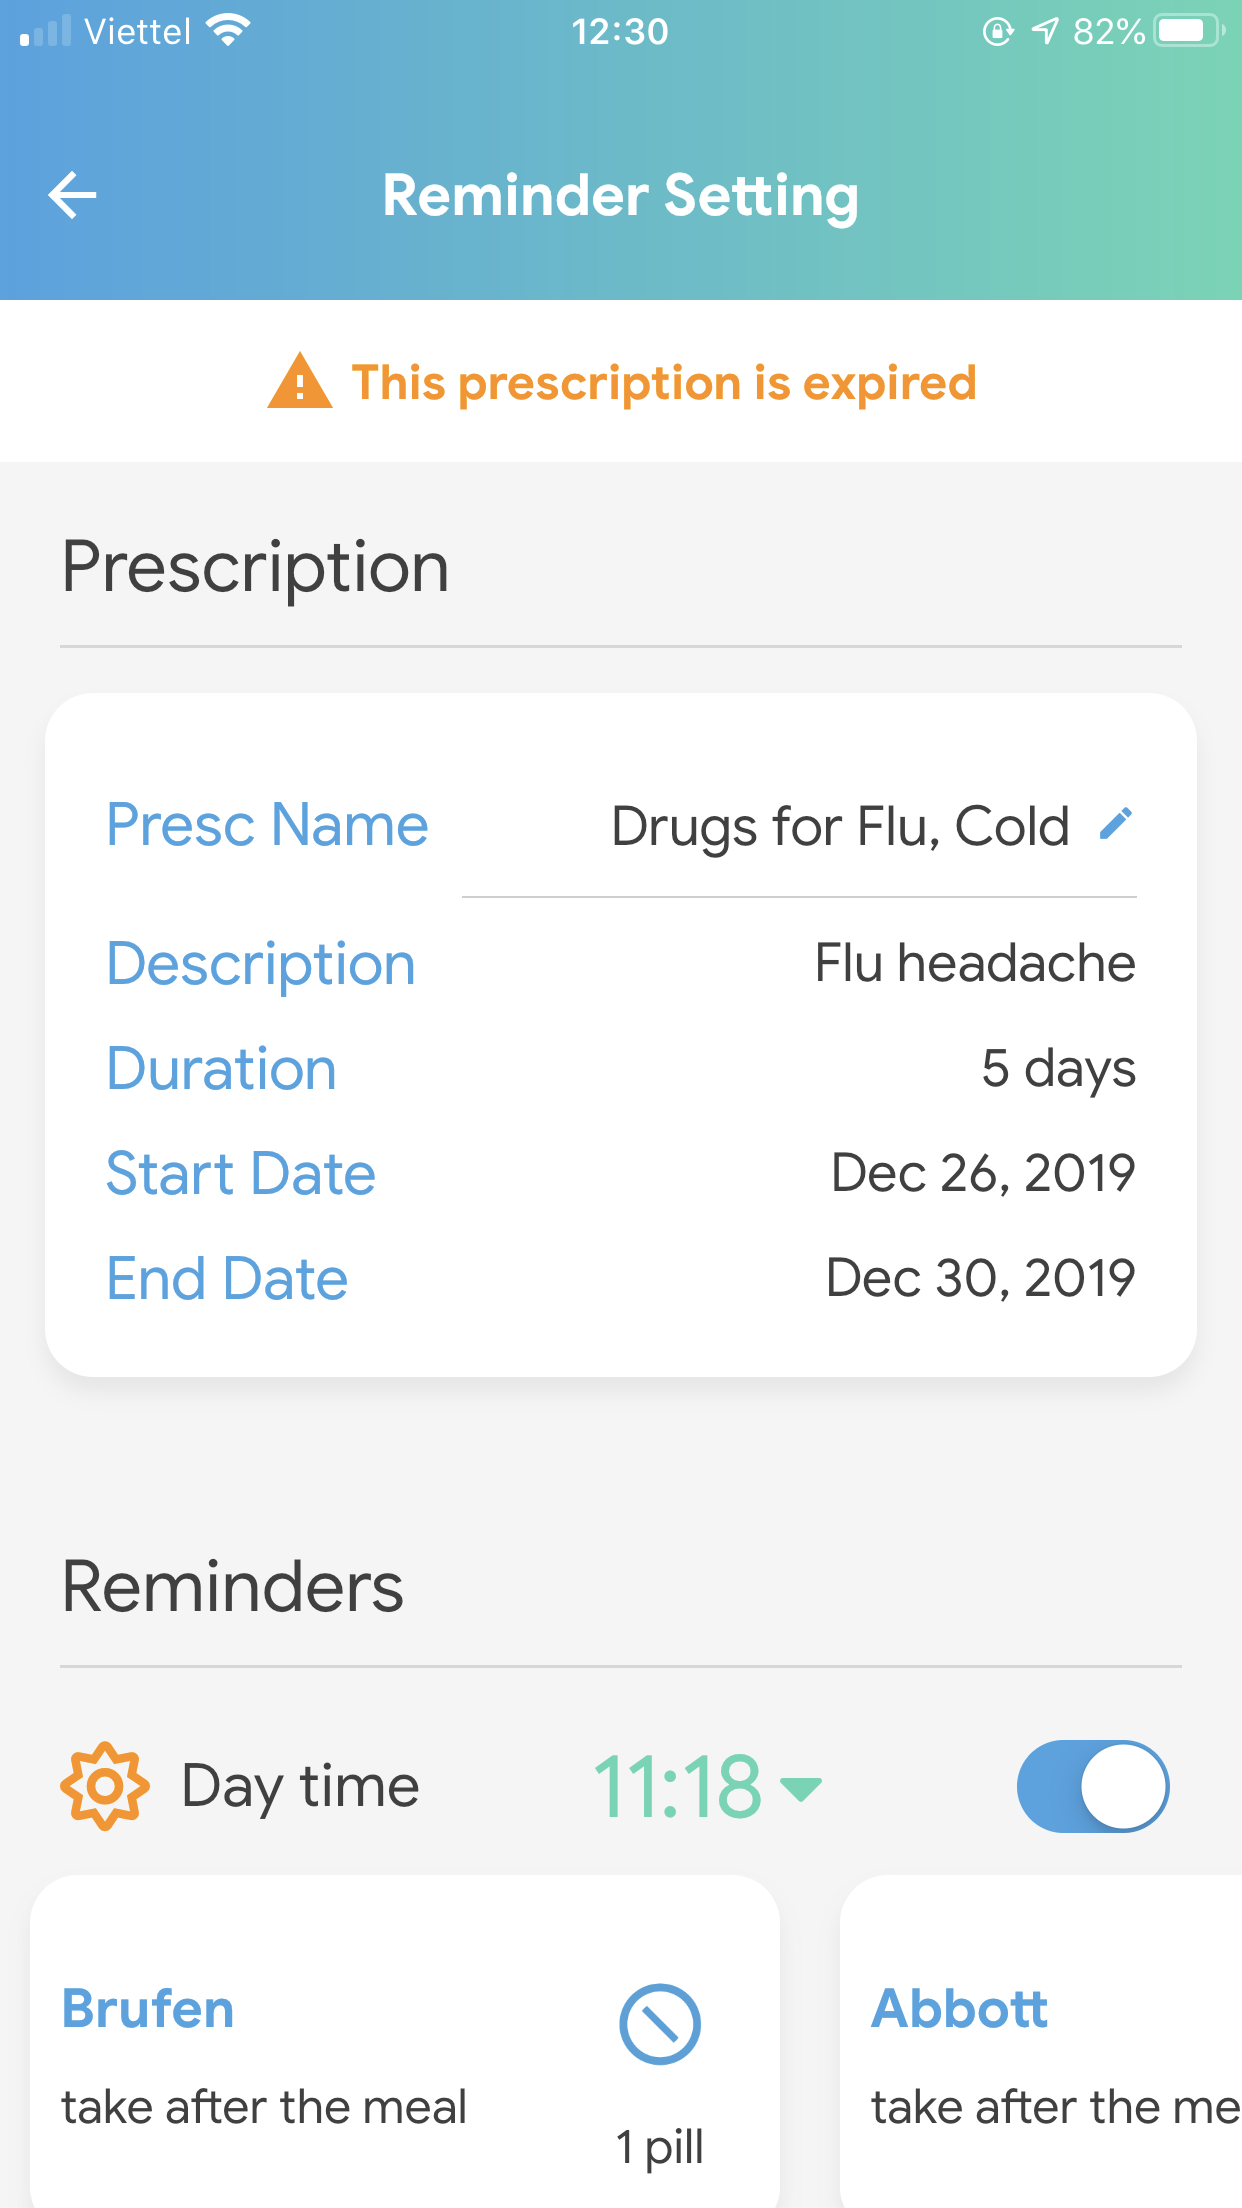 Viettel 12:30 82%
Reminder Setting
This prescription is expired
Prescription
Presc Name Drugs for Flu, Cold
Description Flu headache
Duration 5 days
Start Date Dec 26, 2019
End Date Dec 30, 2019
Reminders
Day time 11:18
Brufen Abbott
take after the meal take after the me
1 pill